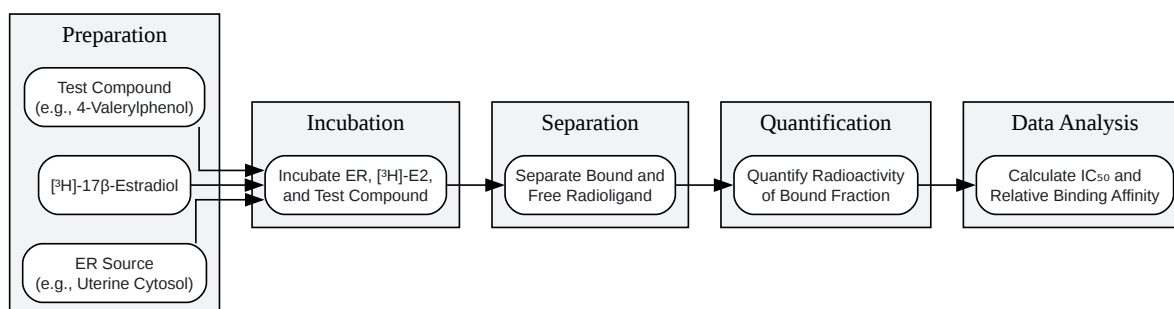 Preparation
Test Compound
(e.g., 4-Valerylphenol)
[³H]-17β-Estradiol
ER Source
(e.g., Uterine Cytosol)
Incubation
Incubate ER, [³H]-E2,
and Test Compound
Separation
Separate Bound and
Free Radioligand
Quantification
Quantify Radioactivity
of Bound Fraction
Data Analysis
Calculate IC₅₀ and
Relative Binding Affinity